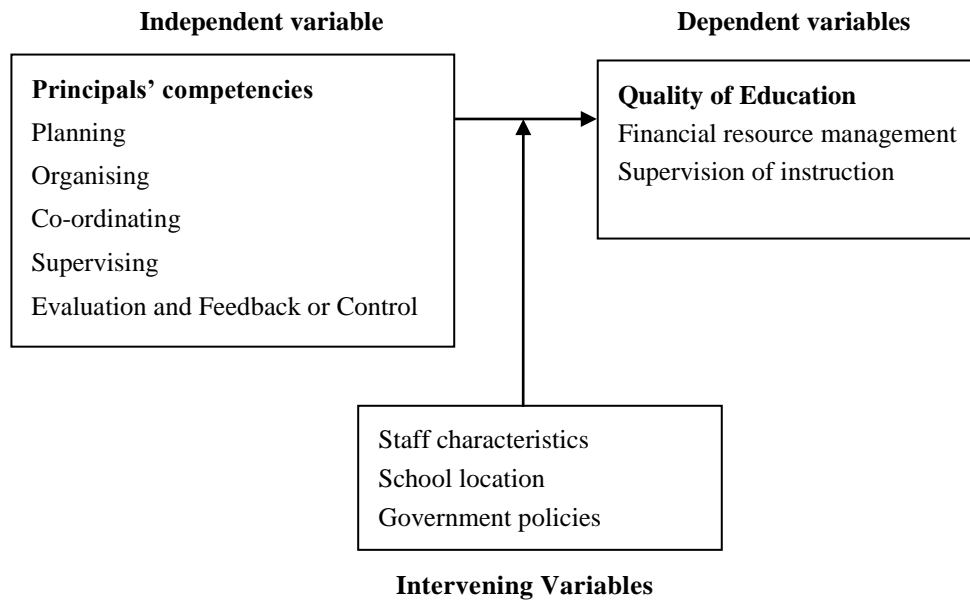 Independent variable
Dependent variables
Principals’ competencies
Planning
Organising
Co-ordinating
Supervising
Evaluation and Feedback or Control
Quality of Education
Financial resource management
Supervision of instruction
Staff characteristics
School location
Government policies
Intervening Variables